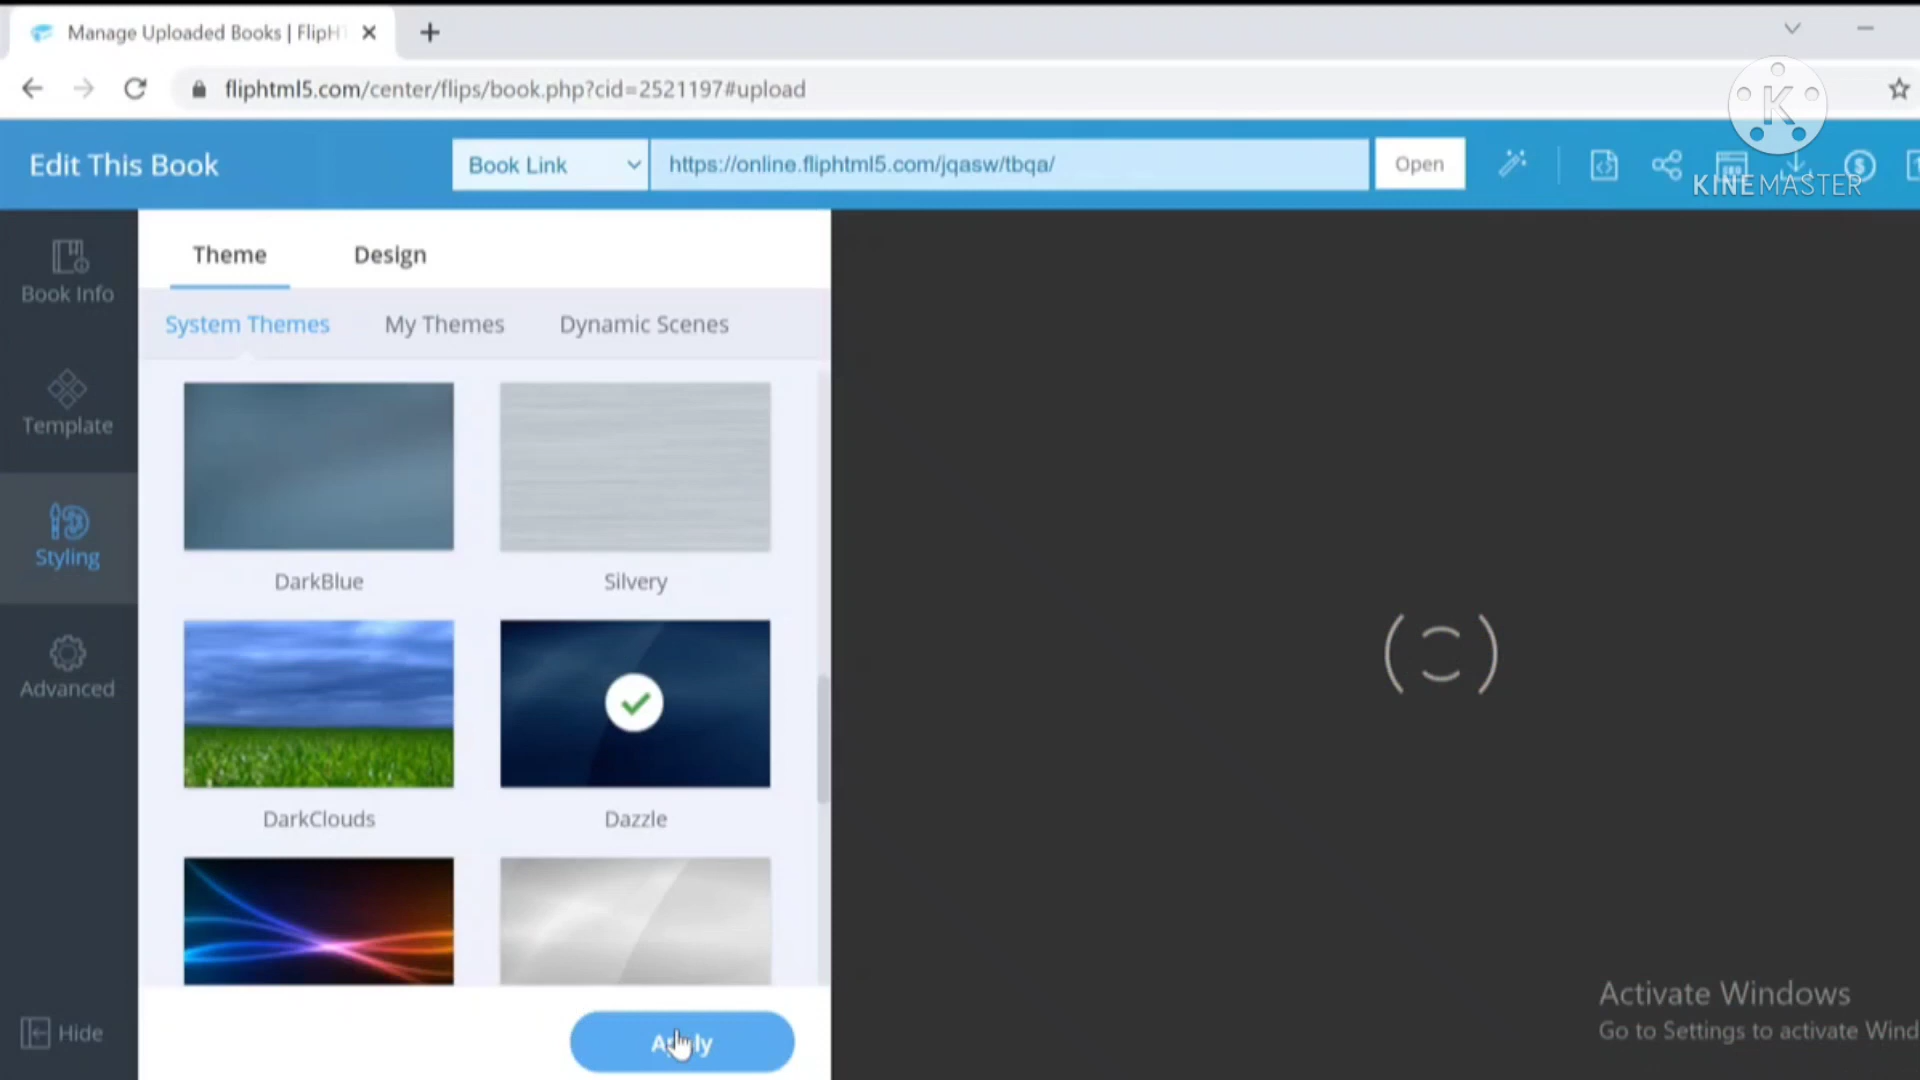 Manage Uploaded Books | FlipH
fliphtml5.com/center/flips/book.php?cid=2521197#upload
K
KINEMASTER
Edit This Book
Book Link
https://online.fliphtml5.com/jqasw/tbqa/
Open
Book Info
Template
Styling
Advanced
Hide
Theme
Design
System Themes
My Themes
Dynamic Scenes
DarkBlue
Silvery
DarkClouds
Dazzle
Apply
Activate Windows
Go to Settings to activate Wind